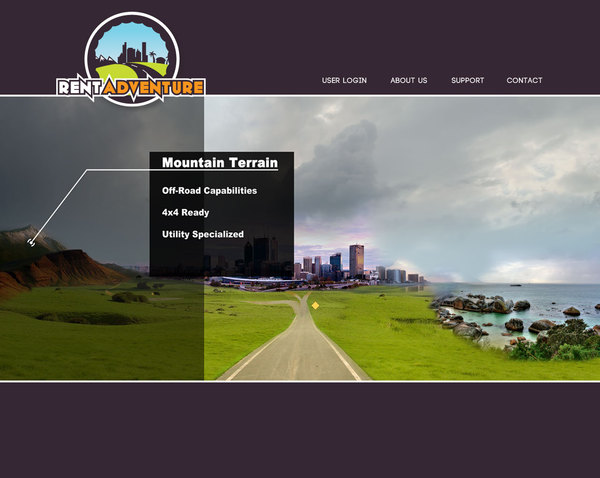 RENTADVENTURE
USER LOGIN
ABOUT US
SUPPORT
CONTACT
Mountain Terrain
Off-Road Capabilities
4x4 Ready
Utility Specialized